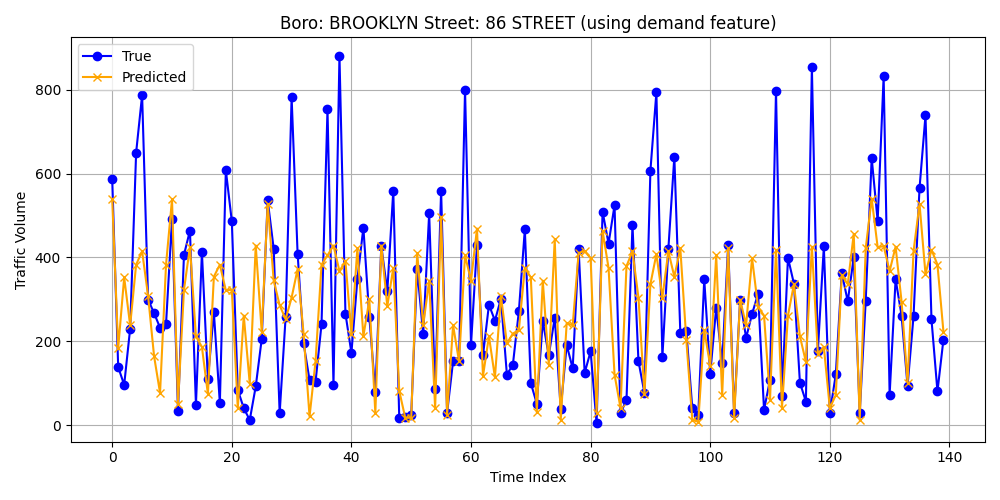 Boro: BROOKLYN Street: 86 STREET (using demand feature)
True
Predicted
Traffic Volume
800
600
400
200
0
0 20 40 60 80 100 120 140
Time Index